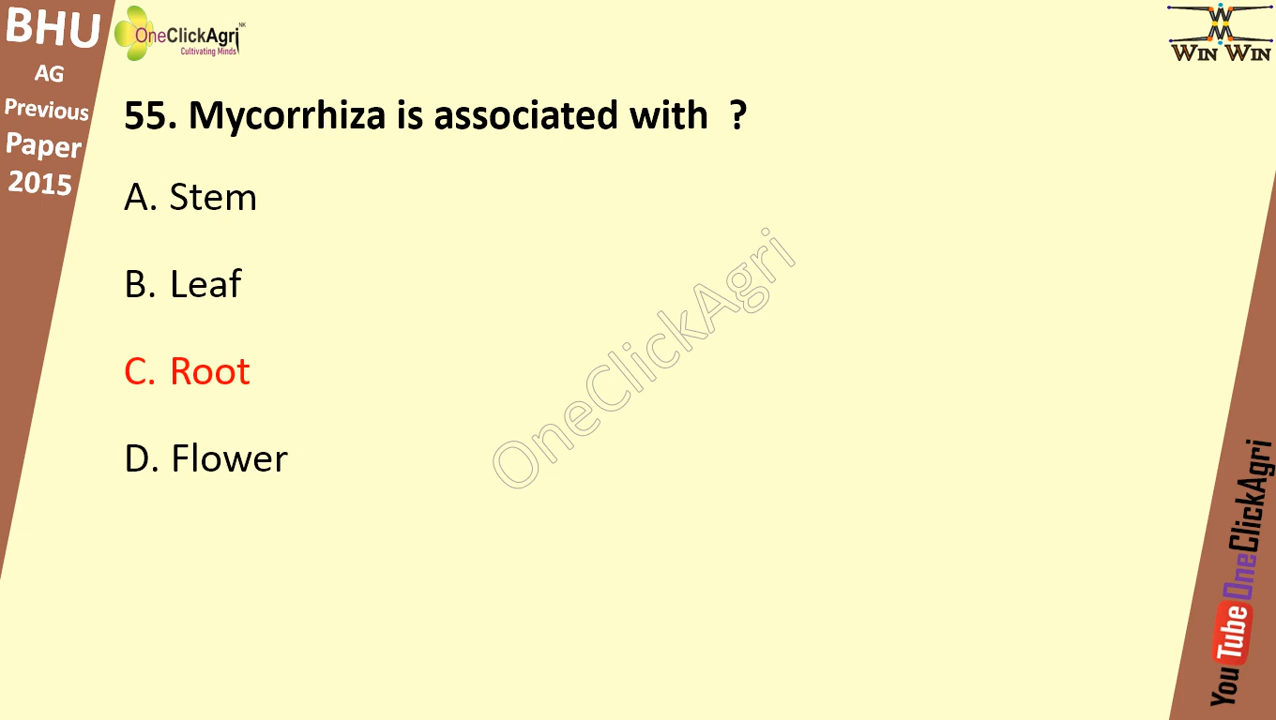 BHU
AG
Previous
Paper
2015
OneClickAgri NK
Cultivating Minds
WIN WIN
55. Mycorrhiza is associated with ?
A. Stem
B. Leaf
C. Root
D. Flower
OneClickAgri
YouTube OneClickAgri